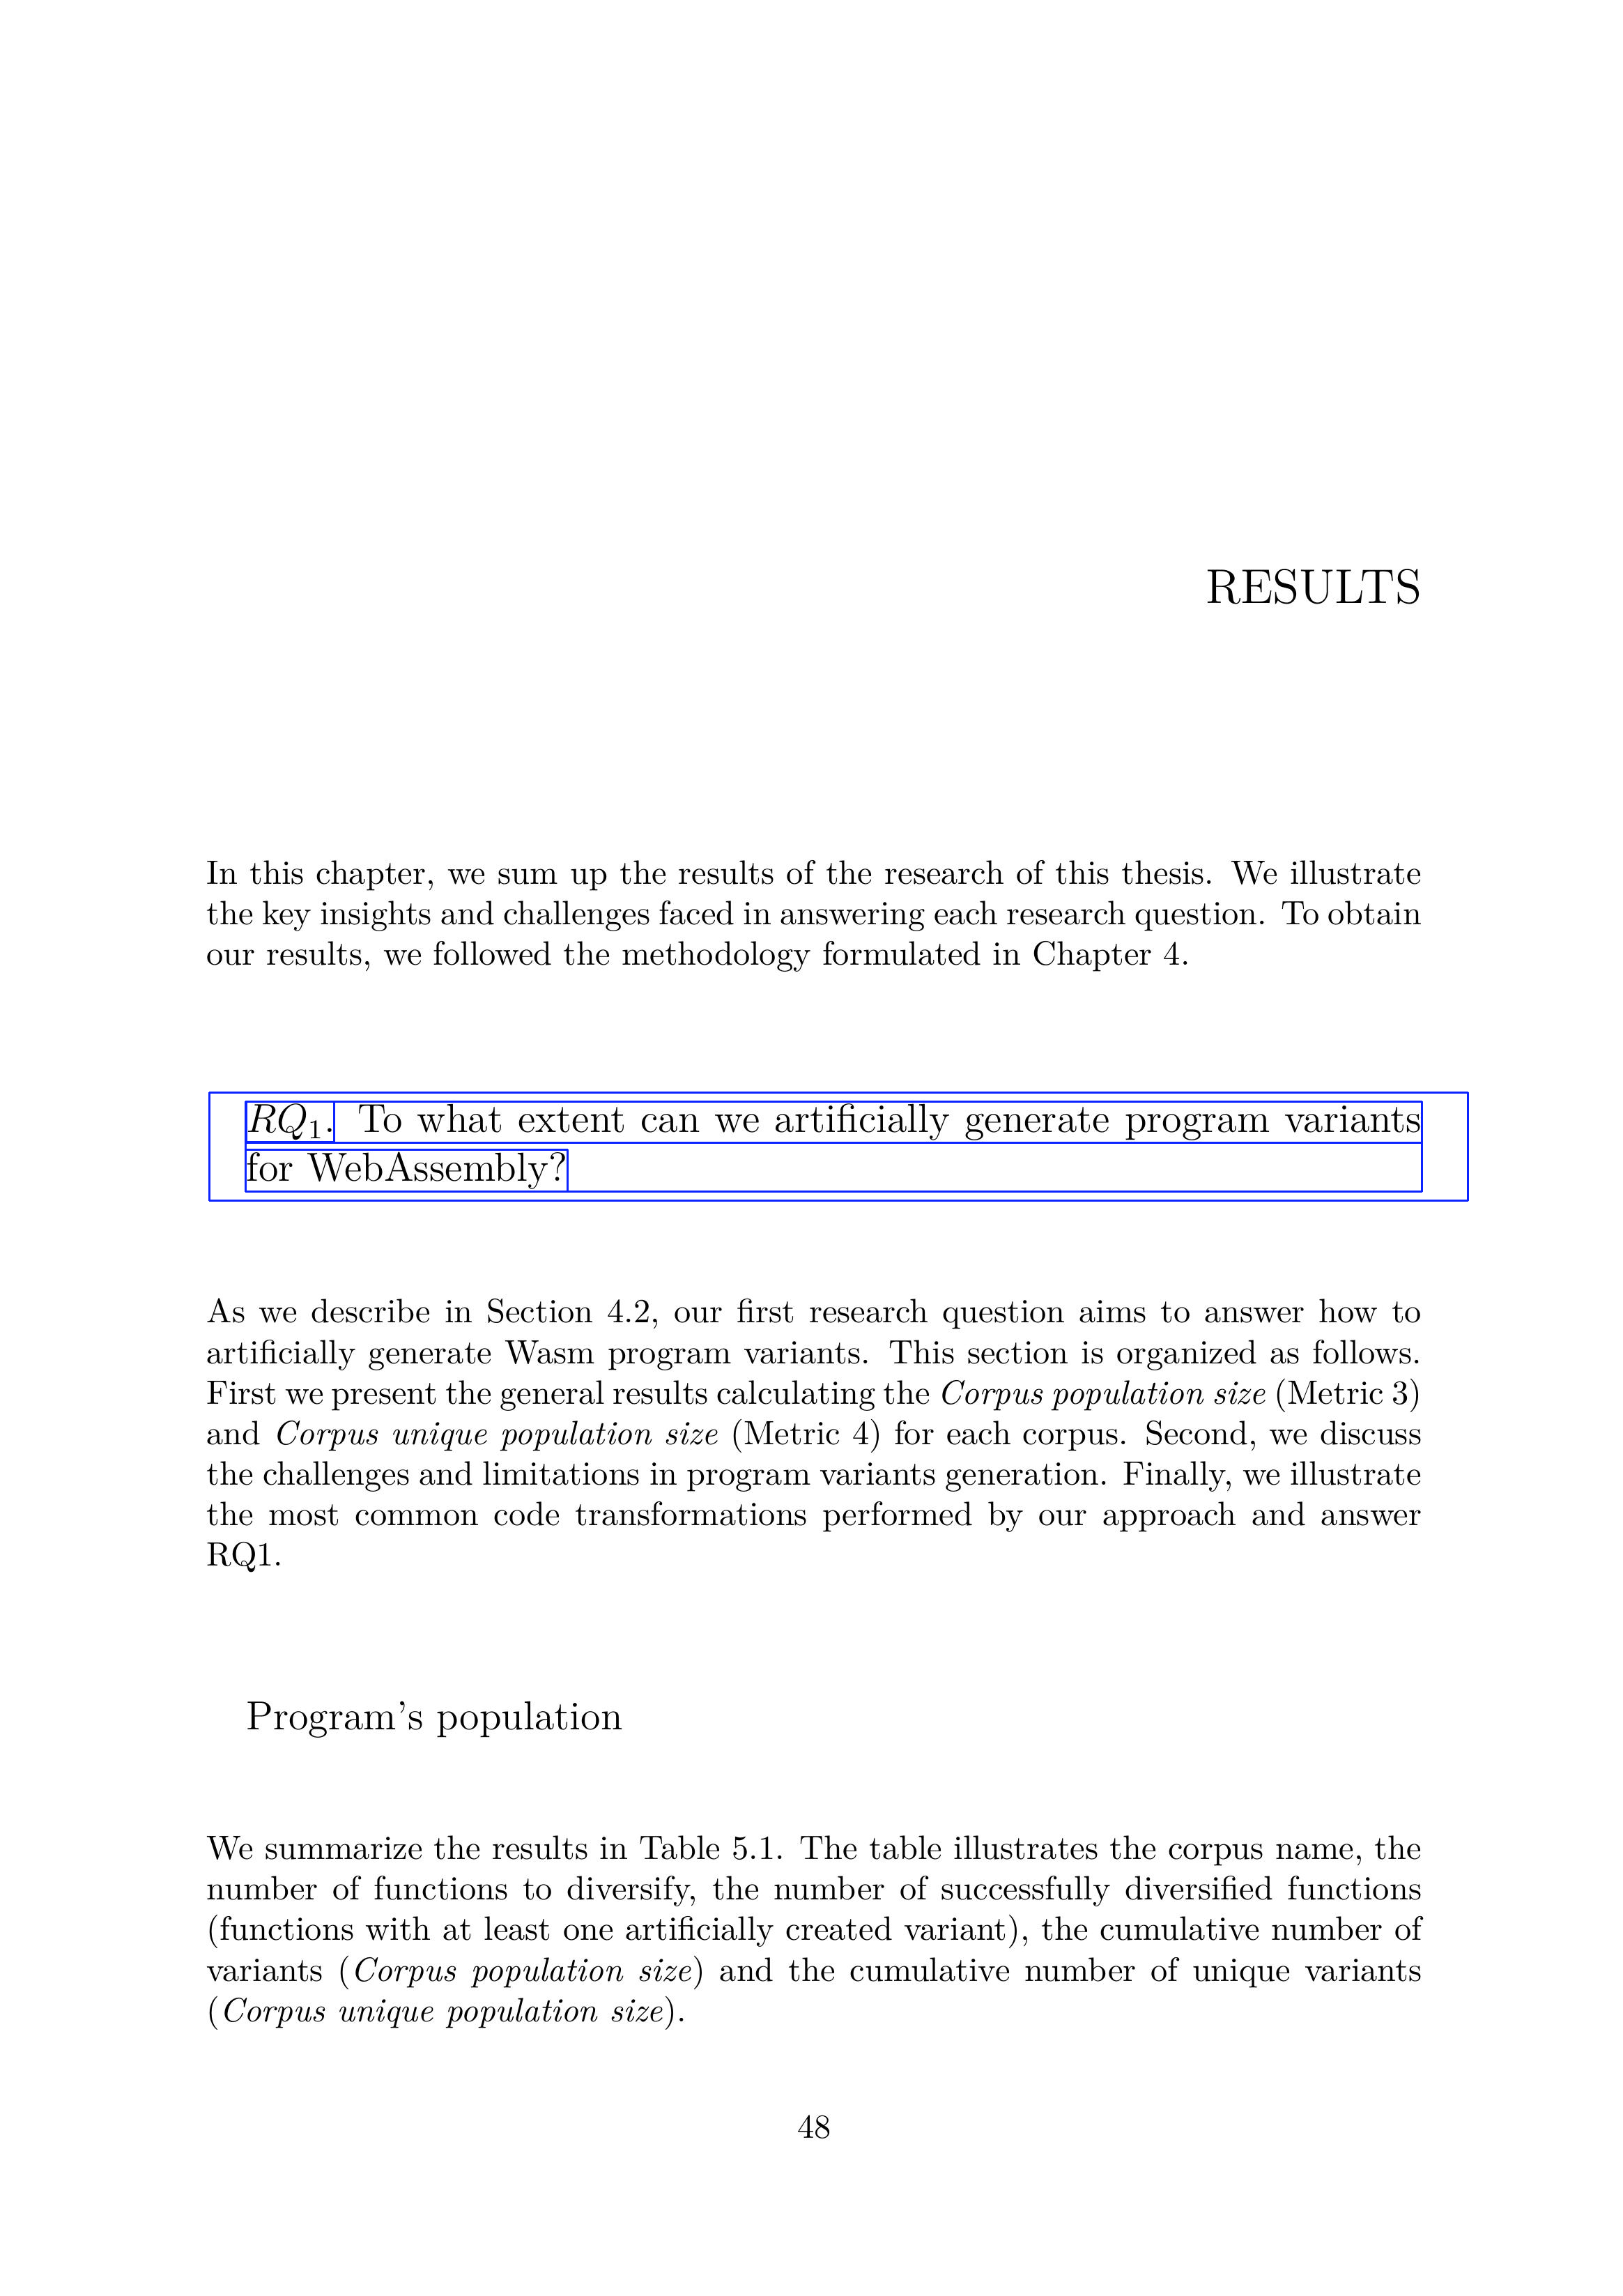 RESULTS
In this chapter, we sum up the results of the research of this thesis. We illustrate
the key insights and challenges faced in answering each research question. To obtain
our results, we followed the methodology formulated in Chapter 4.
RQ₁. To what extent can we artificially generate program variants
for WebAssembly?
As we describe in Section 4.2, our first research question aims to answer how to
artificially generate Wasm program variants. This section is organized as follows.
First we present the general results calculating the Corpus population size (Metric 3)
and Corpus unique population size (Metric 4) for each corpus. Second, we discuss
the challenges and limitations in program variants generation. Finally, we illustrate
the most common code transformations performed by our approach and answer
RQ1.
Program's population
We summarize the results in Table 5.1. The table illustrates the corpus name, the
number of functions to diversify, the number of successfully diversified functions
(functions with at least one artificially created variant), the cumulative number of
variants (Corpus population size) and the cumulative number of unique variants
(Corpus unique population size).
48